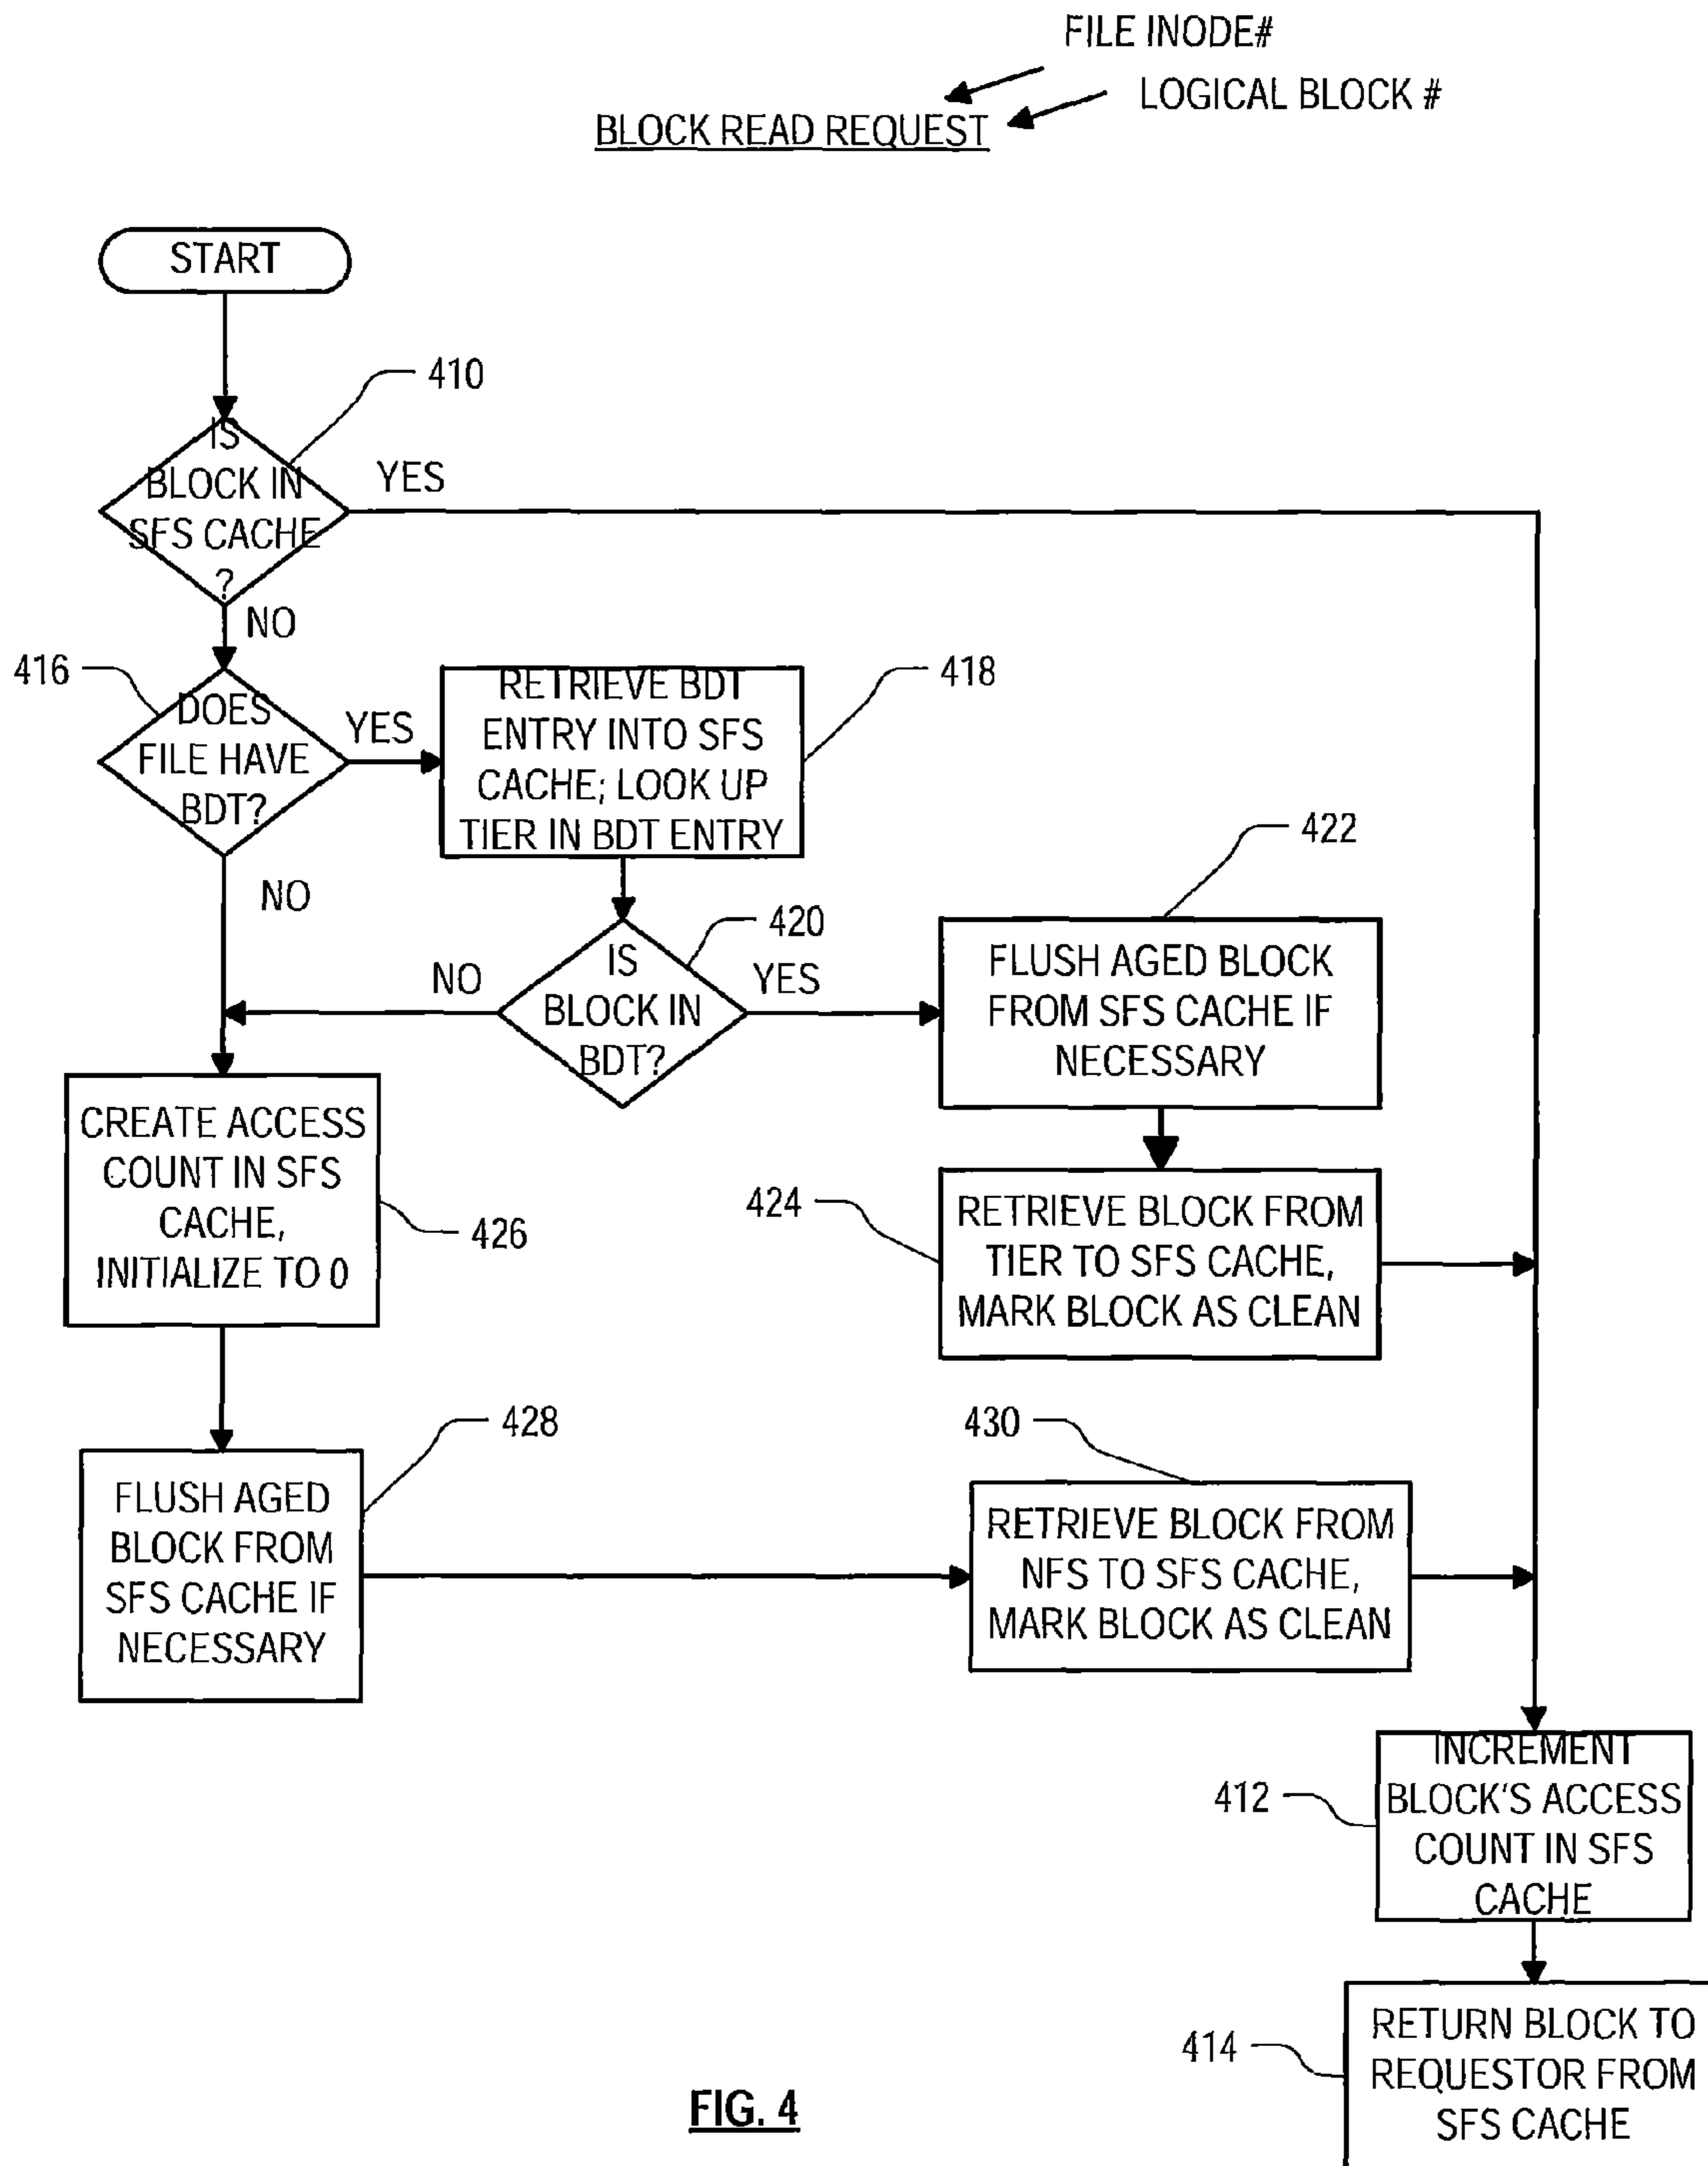 FILE INODE#
LOGICAL BLOCK #
BLOCK READ REQUEST
START
410
IS
BLOCK IN
SFS CACHE
?
YES
NO
416
DOES
FILE HAVE
BDT?
YES
NO
RETRIEVE BDT
ENTRY INTO SFS
CACHE; LOOK UP
TIER IN BDT ENTRY
418
420
IS
BLOCK IN
BDT?
NO
YES
422
FLUSH AGED BLOCK
FROM SFS CACHE IF
NECESSARY
424
RETRIEVE BLOCK FROM
TIER TO SFS CACHE,
MARK BLOCK AS CLEAN
CREATE ACCESS
COUNT IN SFS
CACHE,
INITIALIZE TO 0
426
428
FLUSH AGED
BLOCK FROM
SFS CACHE IF
NECESSARY
430
RETRIEVE BLOCK FROM
NFS TO SFS CACHE,
MARK BLOCK AS CLEAN
412
INCREMENT
BLOCK'S ACCESS
COUNT IN SFS
CACHE
414
RETURN BLOCK TO
REQUESTOR FROM
SFS CACHE
FIG. 4